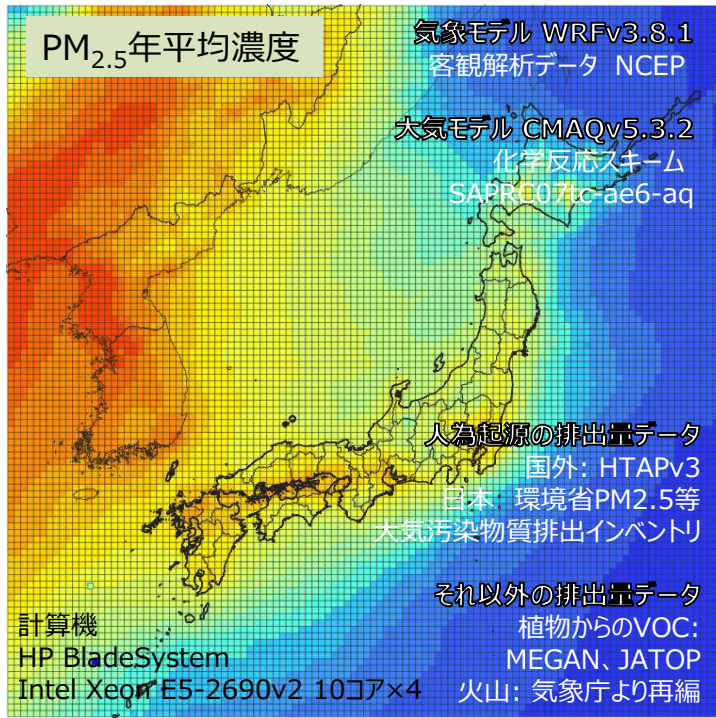 PM2.5年平均濃度
気象モデル WRFv3.8.1
客観解析データ NCEP
大気モデル CMAQv5.3.2
化学反応スキーム
SAPRC07tc-ae6-aq
人為起源の排出量データ
国外: HTAPv3
日本: 環境省PM2.5等
大気汚染物質排出インベントリ
それ以外の排出量データ
植物からのVOC:
MEGAN、JATOP
火山: 気象庁より再編
計算機
HP BladeSystem
Intel Xeon E5-2690v2 10コア×4